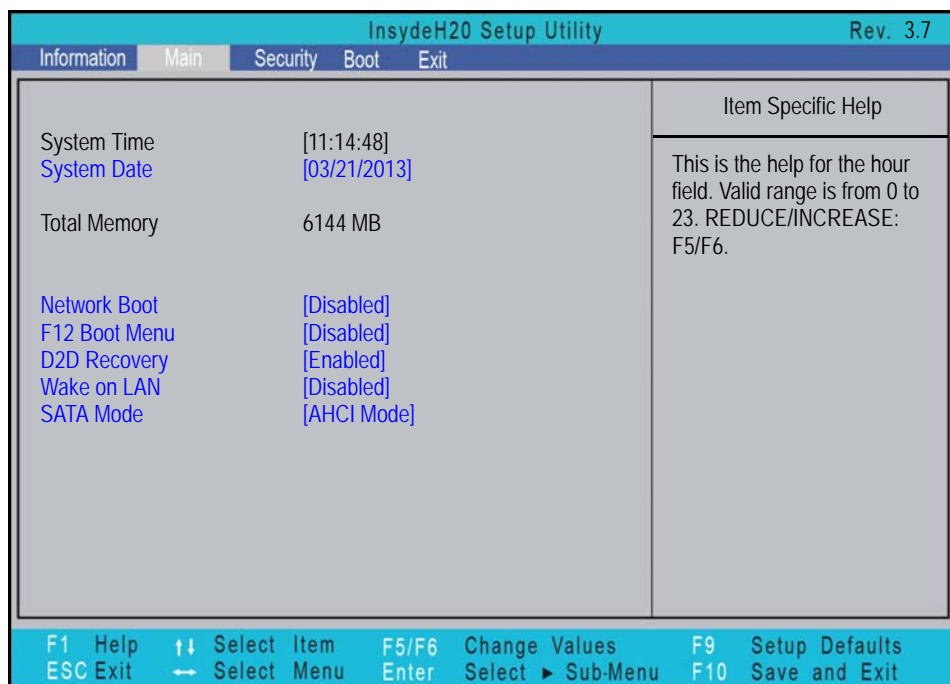 InsydeH20 Setup Utility Rev. 3.7
Information Main Security Boot Exit
Item Specific Help
System Time [11:14:48]
System Date [03/21/2013]
Total Memory 6144 MB
Network Boot [Disabled]
F12 Boot Menu [Disabled]
D2D Recovery [Enabled]
Wake on LAN [Disabled]
SATA Mode [AHCI Mode]
This is the help for the hour
field. Valid range is from 0 to
23. REDUCE/INCREASE:
F5/F6.
F1 Help ↑↓ Select Item F5/F6 Change Values F9 Setup Defaults
ESC Exit ↔ Select Menu Enter Select ► Sub-Menu F10 Save and Exit